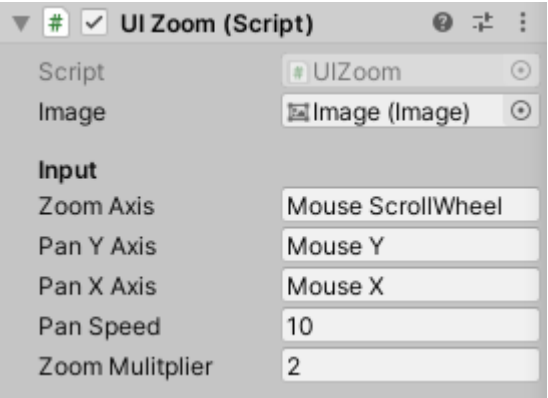 UI Zoom (Script)
Script UIZoom
Image Image (Image)
Input
Zoom Axis Mouse ScrollWheel
Pan Y Axis Mouse Y
Pan X Axis Mouse X
Pan Speed 10
Zoom Mulitplier 2